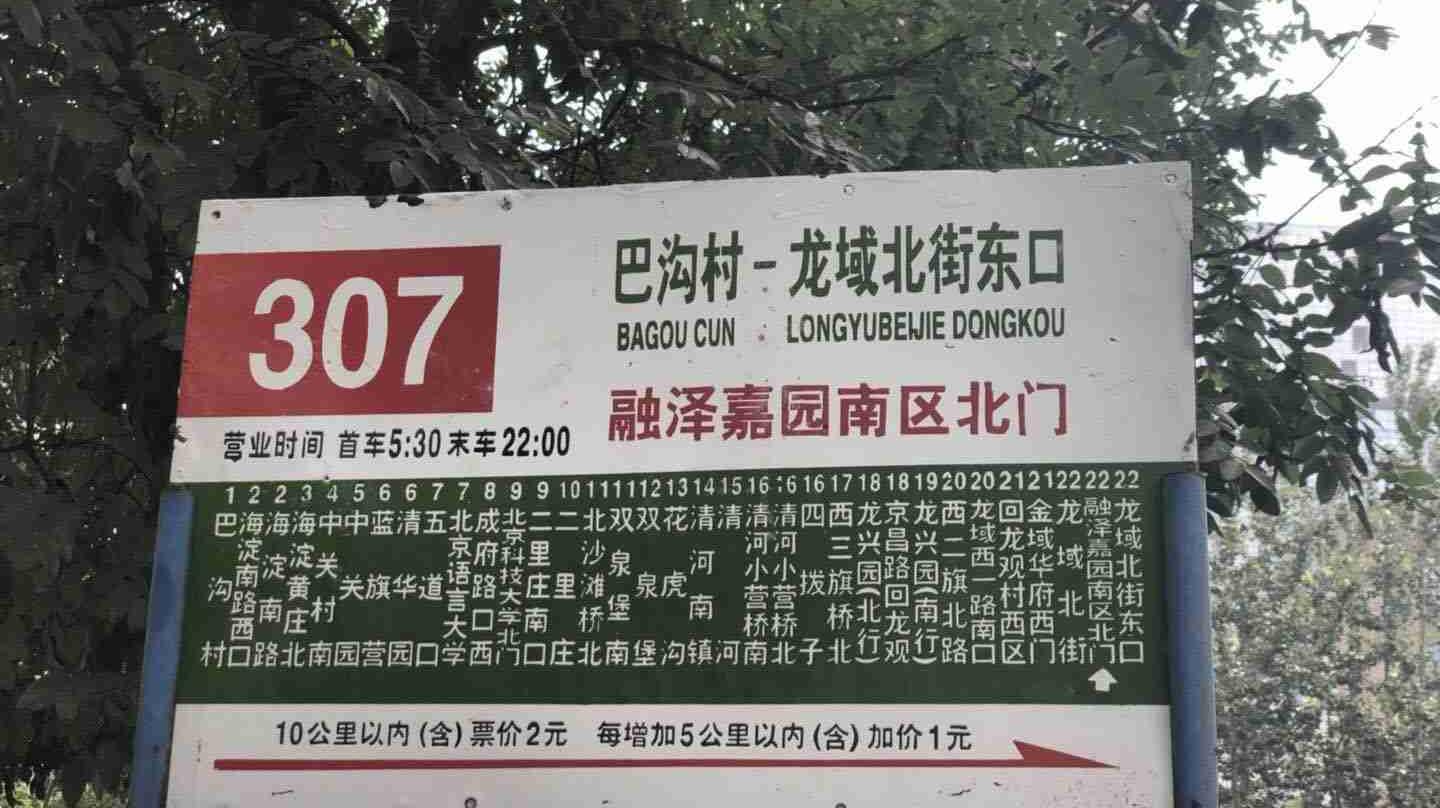 307
巴沟村－龙域北街东口
BAGOU CUN LONGYUBEIJIE DONGKOU
融泽嘉园南区北门
营业时间 首车5:30 末车22:00
1 2 2 3 4 5 6 6 7 7 8 9 9 10 11 11 12 13 14 15 16 16 16 17 18 18 19 20 20 21 21 22 22 22
巴沟村
海淀南路西口
海淀南路
海淀黄庄北
中关村南
中关园
蓝旗营
清华园
五道口
北京语言大学
成府路口西
北京科技大学北门
二里庄南口
二里庄
北沙滩桥北
双泉堡南
双泉堡
花虎沟
清河南镇
清河
清河小营桥南
清河小营桥北
四拨子
西三旗桥北
龙兴园(北行)
京昌路回龙观
龙兴园(南行)
西二旗北路
龙域西一路南口
回龙观村西区
金域华府西门
龙域北街
融泽嘉园南区北门
龙域北街东口
10公里以内(含)票价2元 每增加5公里以内(含)加价1元